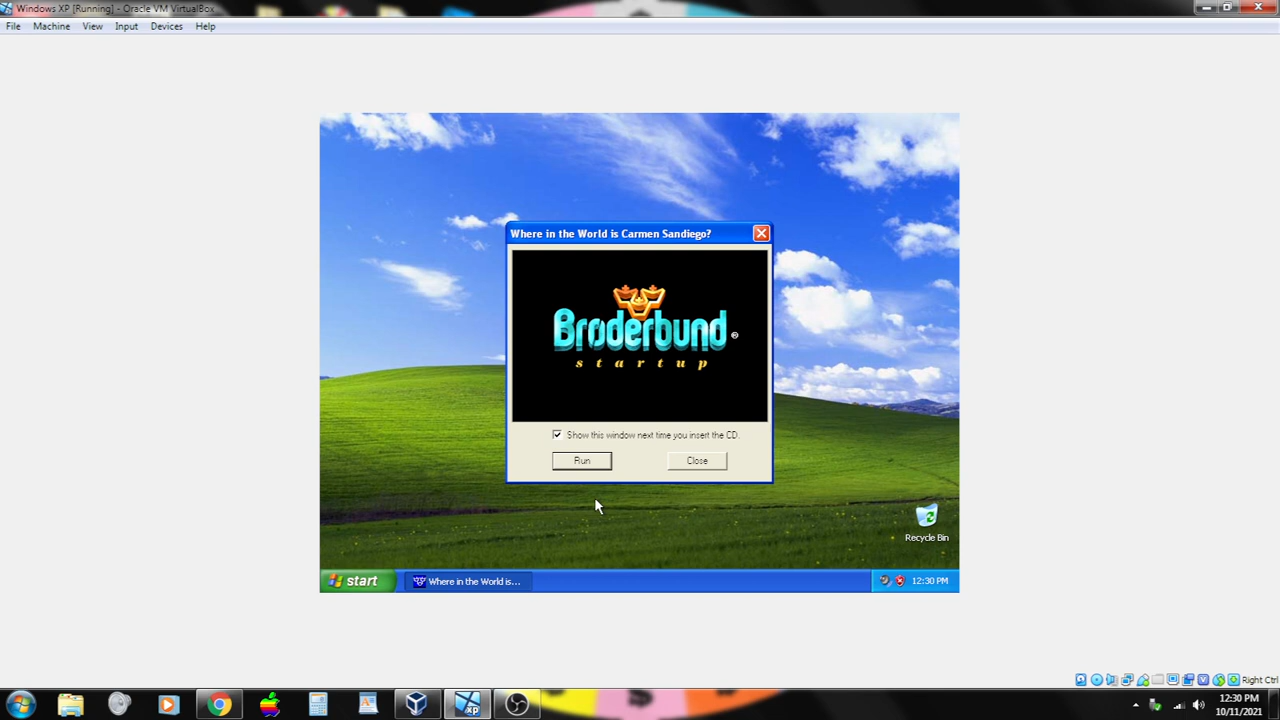 Windows XP [Running] - Oracle VM VirtualBox
File Machine View Input Devices Help
Where in the World is Carmen Sandiego?
Brøderbund®
startup
Show this window next time you insert the CD.
Run Close
Recycle Bin
start Where in the World is... 12:30 PM
Right Ctrl
xp
12:30 PM
10/11/2021